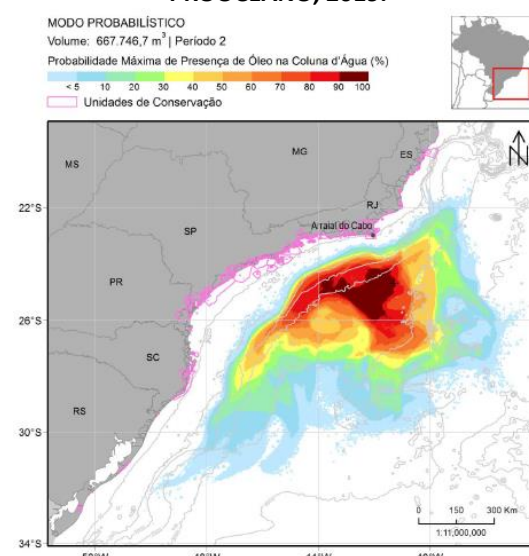 PROOCEANO, 2015.
MODO PROBABILÍSTICO
Volume: 667.746,7 m³ | Período 2
Probabilidade Máxima de Presença de Óleo na Coluna d'Água (%)
< 5 10 20 30 40 50 60 70 80 90 100
Unidades de Conservação
N
MS
MG
ES
22°S
RJ
Arraial do Cabo
SP
PR
26°S
SC
RS
30°S
0 150 300 Km
1:11,000,000
34°S